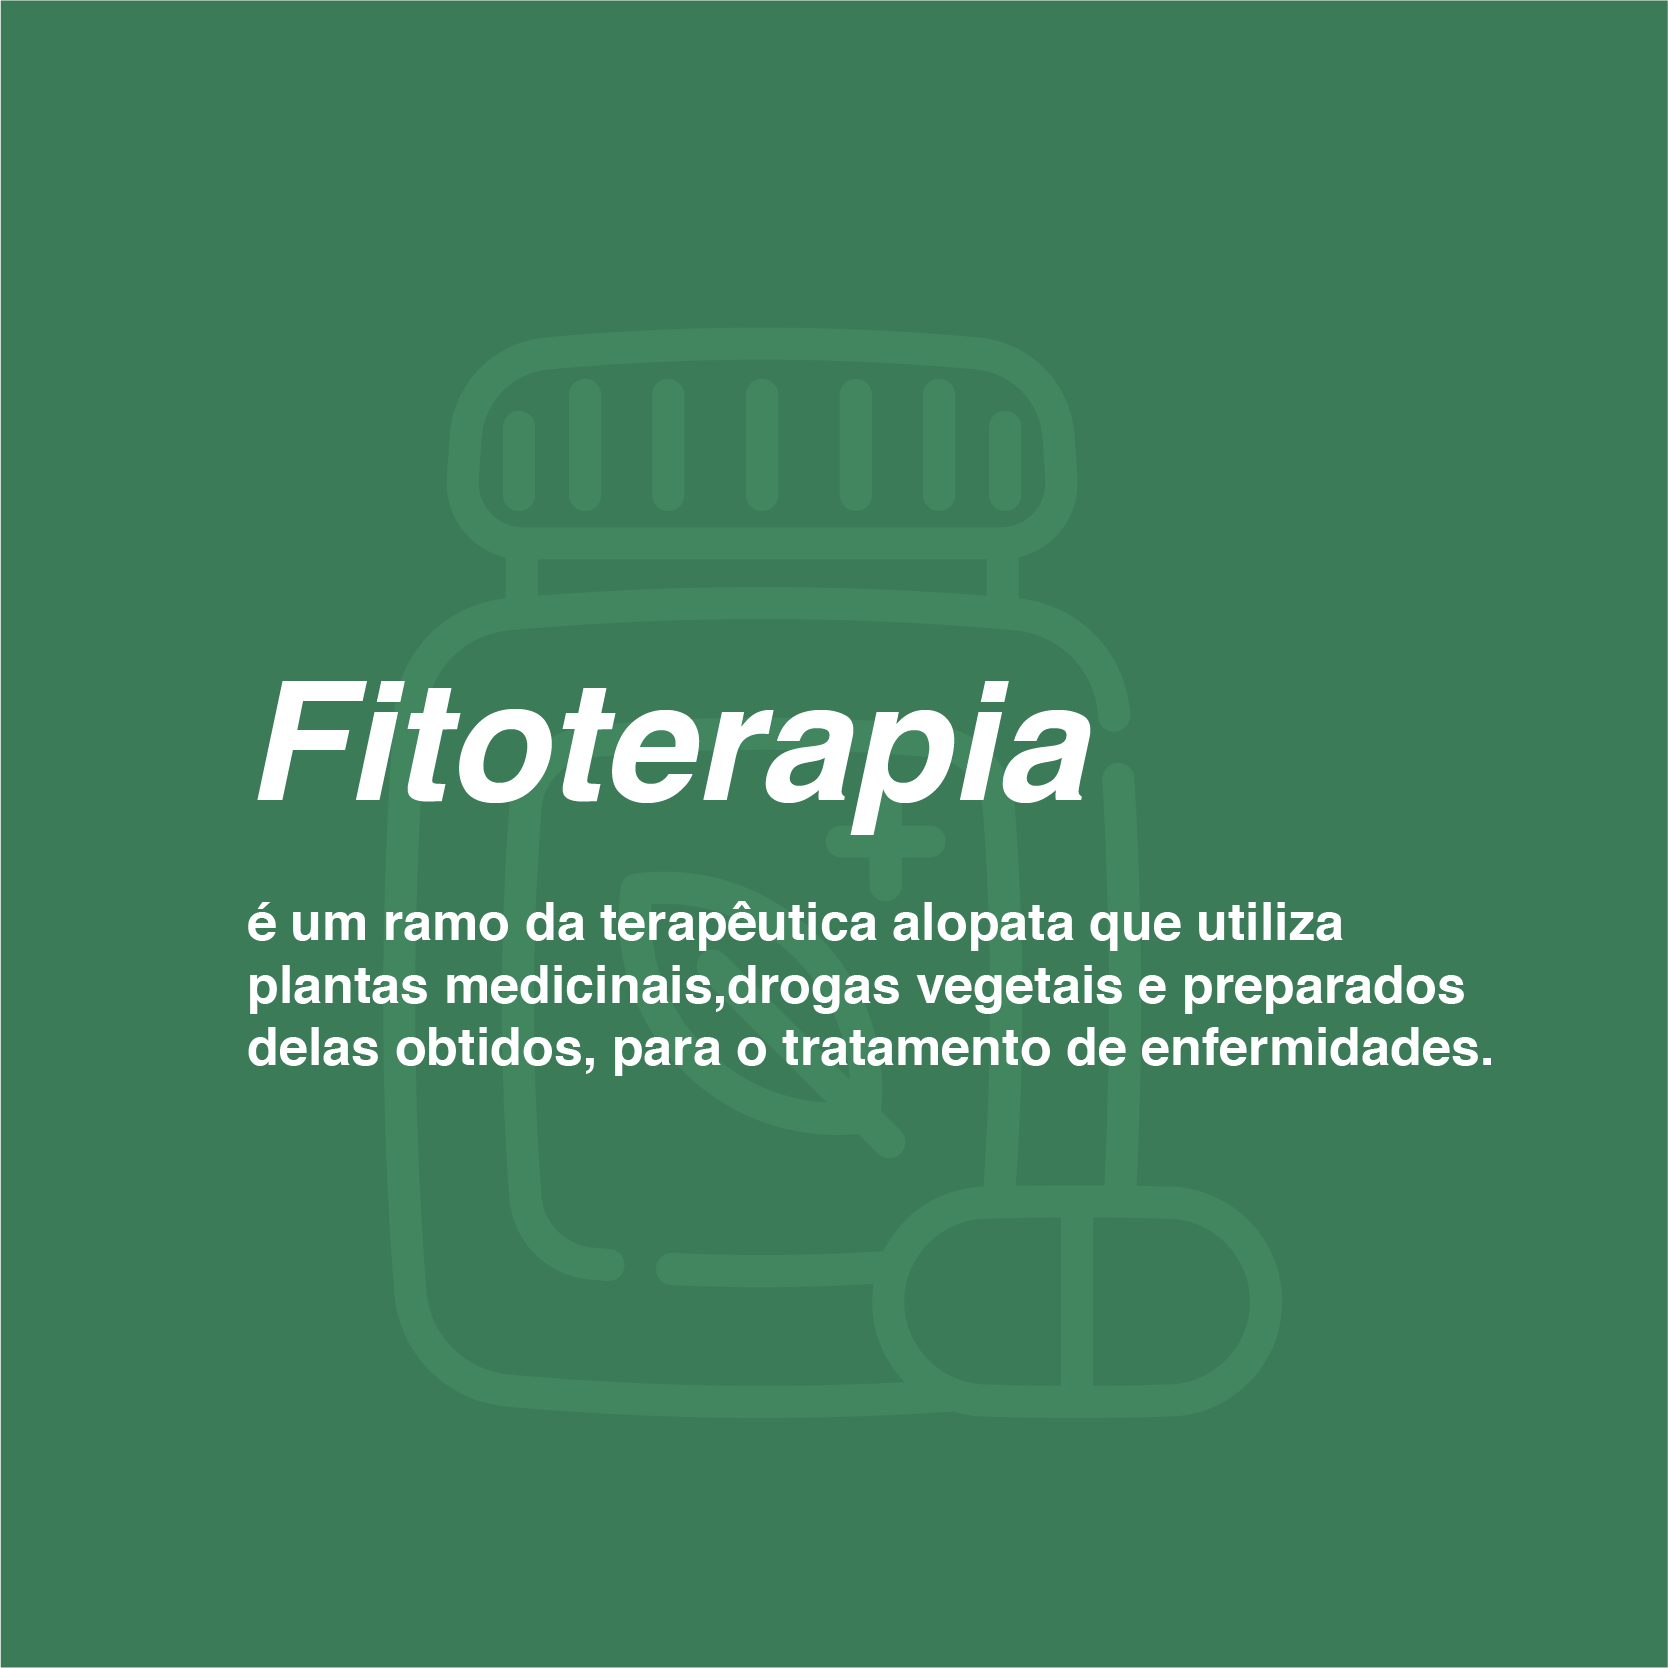 Fitoterapia
é um ramo da terapêutica alopata que utiliza
plantas medicinais,drogas vegetais e preparados
delas obtidos, para o tratamento de enfermidades.